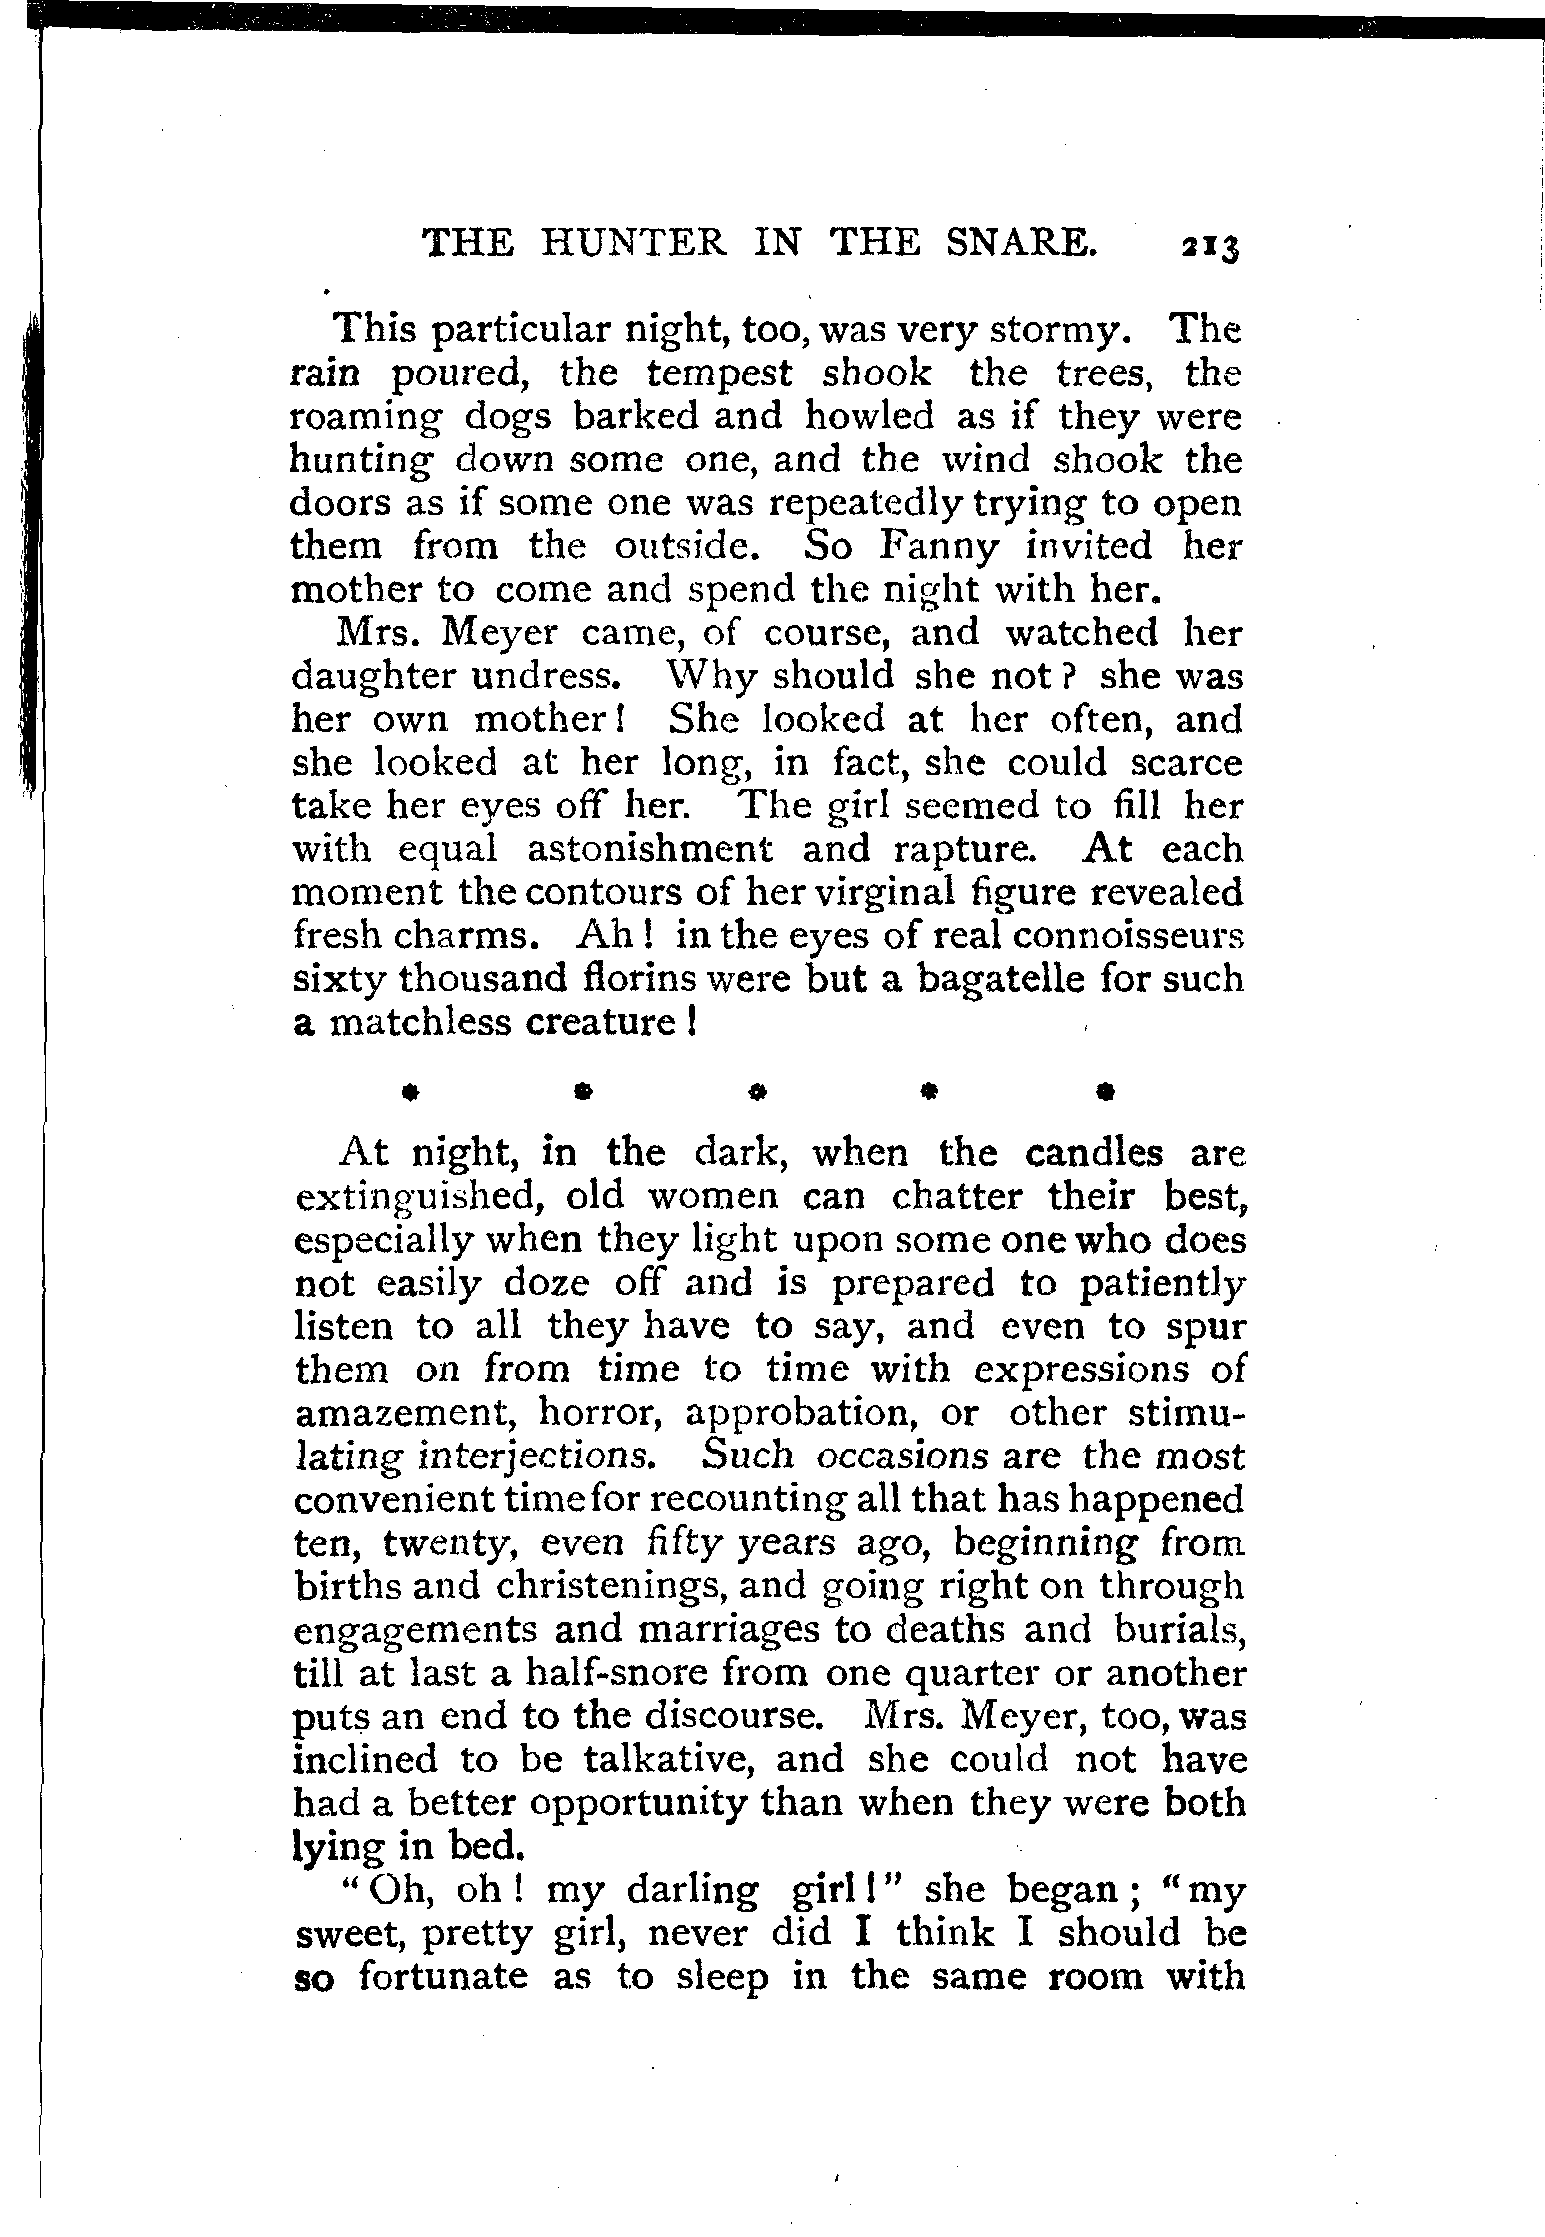 THE HUNTER IN THE SNARE. 213
This particular night, too, was very stormy. The
rain poured, the tempest shook the trees, the
roaming dogs barked and howled as if they were
hunting down some one, and the wind shook the
doors as if some one was repeatedly trying to open
them from the outside. So Fanny invited her
mother to come and spend the night with her.
Mrs. Meyer came, of course, and watched her
daughter undress. Why should she not? she was
her own mother! She looked at her often, and
she looked at her long, in fact, she could scarce
take her eyes off her. The girl seemed to fill her
with equal astonishment and rapture. At each
moment the contours of her virginal figure revealed
fresh charms. Ah! in the eyes of real connoisseurs
sixty thousand florins were but a bagatelle for such
a matchless creature!
* * * * *
At night, in the dark, when the candles are
extinguished, old women can chatter their best,
especially when they light upon some one who does
not easily doze off and is prepared to patiently
listen to all they have to say, and even to spur
them on from time to time with expressions of
amazement, horror, approbation, or other stimu-
lating interjections. Such occasions are the most
convenient time for recounting all that has happened
ten, twenty, even fifty years ago, beginning from
births and christenings, and going right on through
engagements and marriages to deaths and burials,
till at last a half-snore from one quarter or another
puts an end to the discourse. Mrs. Meyer, too, was
inclined to be talkative, and she could not have
had a better opportunity than when they were both
lying in bed.
"Oh, oh! my darling girl!" she began; "my
sweet, pretty girl, never did I think I should be
so fortunate as to sleep in the same room with